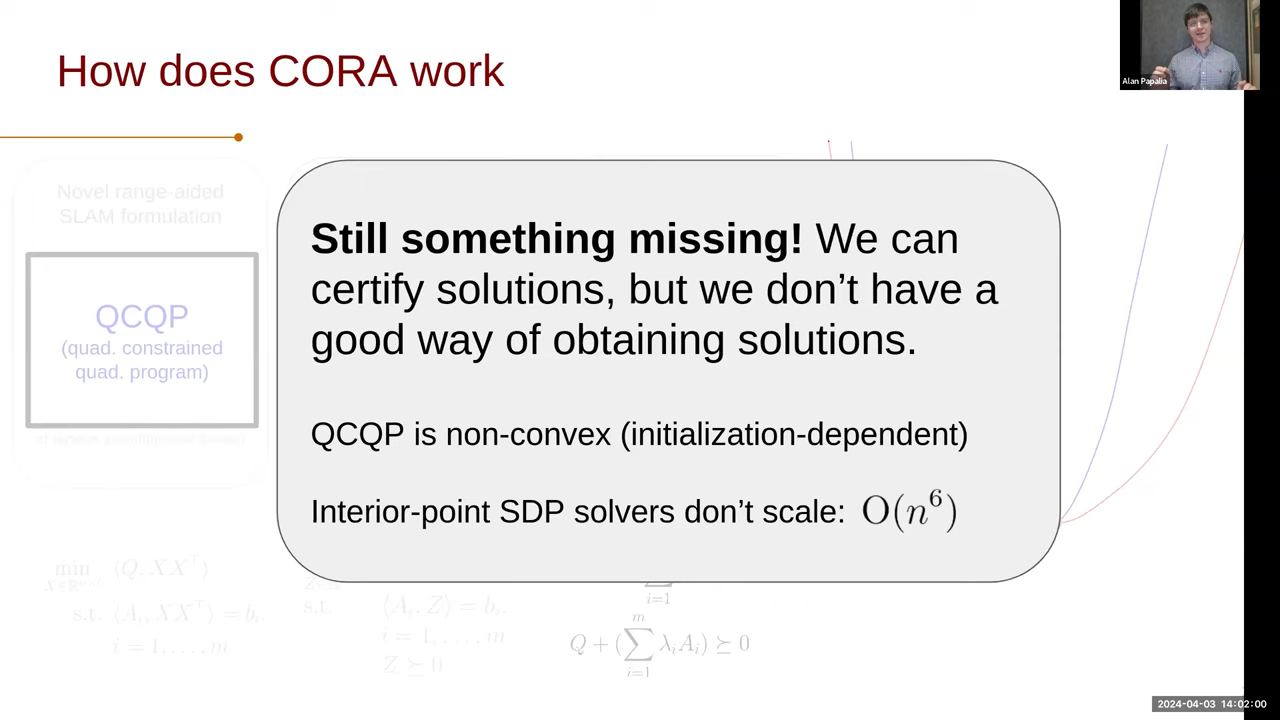 How does CORA work
Alan Papalia
Novel range-aided
SLAM formulation
QCQP
(quad. constrained
quad. program)
Still something missing! We can
certify solutions, but we don’t have a
good way of obtaining solutions.
QCQP is non-convex (initialization-dependent)
Interior-point SDP solvers don’t scale: O(n⁶)
min ⟨Q, XX⊤⟩
s.t. ⟨Aᵢ, XX⊤⟩ = bᵢ,
i = 1, . . . , m
s.t. ⟨Aᵢ, Z⟩ = bᵢ,
i = 1, . . . , m
Z ⪰ 0
i=1
m
Q + (∑ λᵢAᵢ) ⪰ 0
i=1
2024-04-03 14:02:00